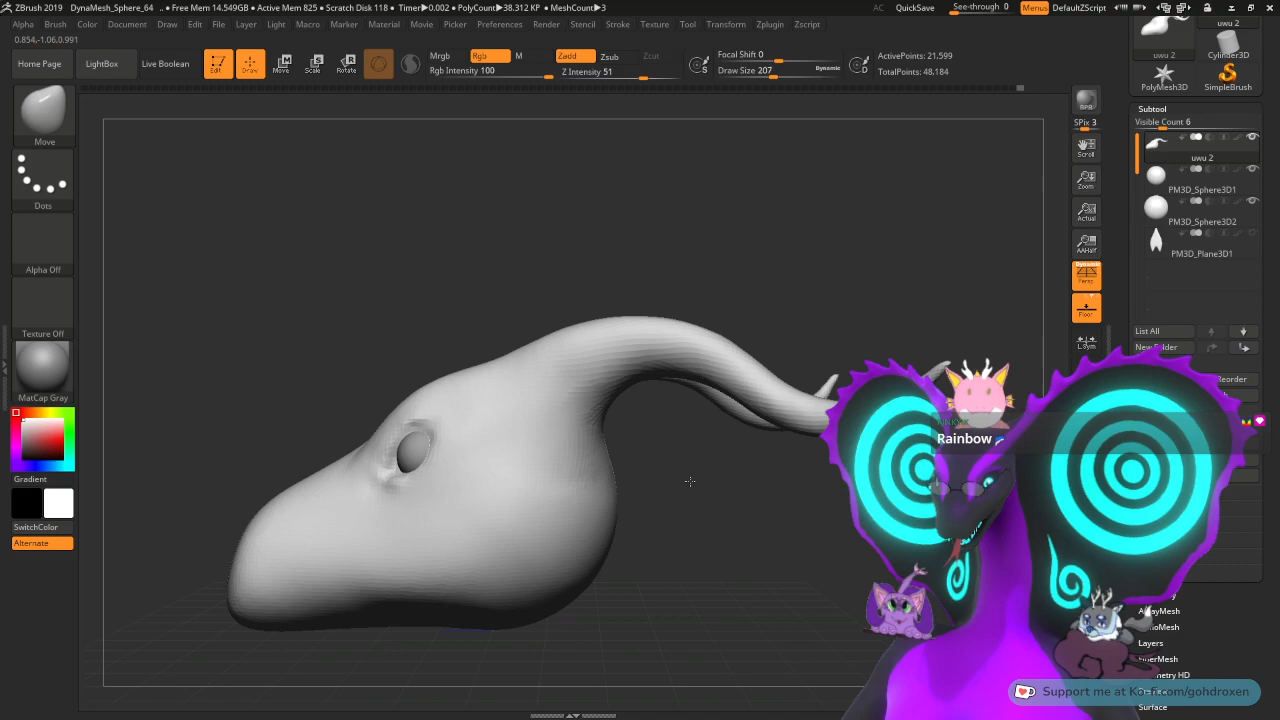 ZBrush 2019 DynaMesh_Sphere_64 .. • Free Mem 14.549GB • Active Mem 825 • Scratch Disk 118 • Timer▶0.002 • PolyCount▶38.312 KP • MeshCount▶3
AC QuickSave See-through 0 Menus DefaultZScript
Alpha Brush Color Document Draw Edit File Layer Light Macro Marker Material Movie Picker Preferences Render Stencil Stroke Texture Tool Transform Zplugin Zscript
0.854,-1.06,0.991
Home Page LightBox Live Boolean Edit Draw Move Scale Rotate
Mrgb Rgb M Zadd Zsub Zcut
Rgb Intensity 100 Z Intensity 51
Focal Shift 0
Draw Size 207 Dynamic
S
D
ActivePoints: 21,599
TotalPoints: 48,184
uwu 2
uwu 2
Cylinder3D
PolyMesh3D
SimpleBrush
Move
Dots
Alpha Off
Texture Off
MatCap Gray
Gradient
SwitchColor
Alternate
BPR
SPix 3
Scroll
Zoom
Actual
AAHalf
Dynamic
Persp
Floor
L.Sym
Subtool
Visible Count 6
uwu 2
PM3D_Sphere3D1
PM3D_Sphere3D2
PM3D_Plane3D1
List All
New Folder
Reorder
Rainbow
ArrayMesh
Layers
Surface
Support me at Ko-fi.com/gohdroxen